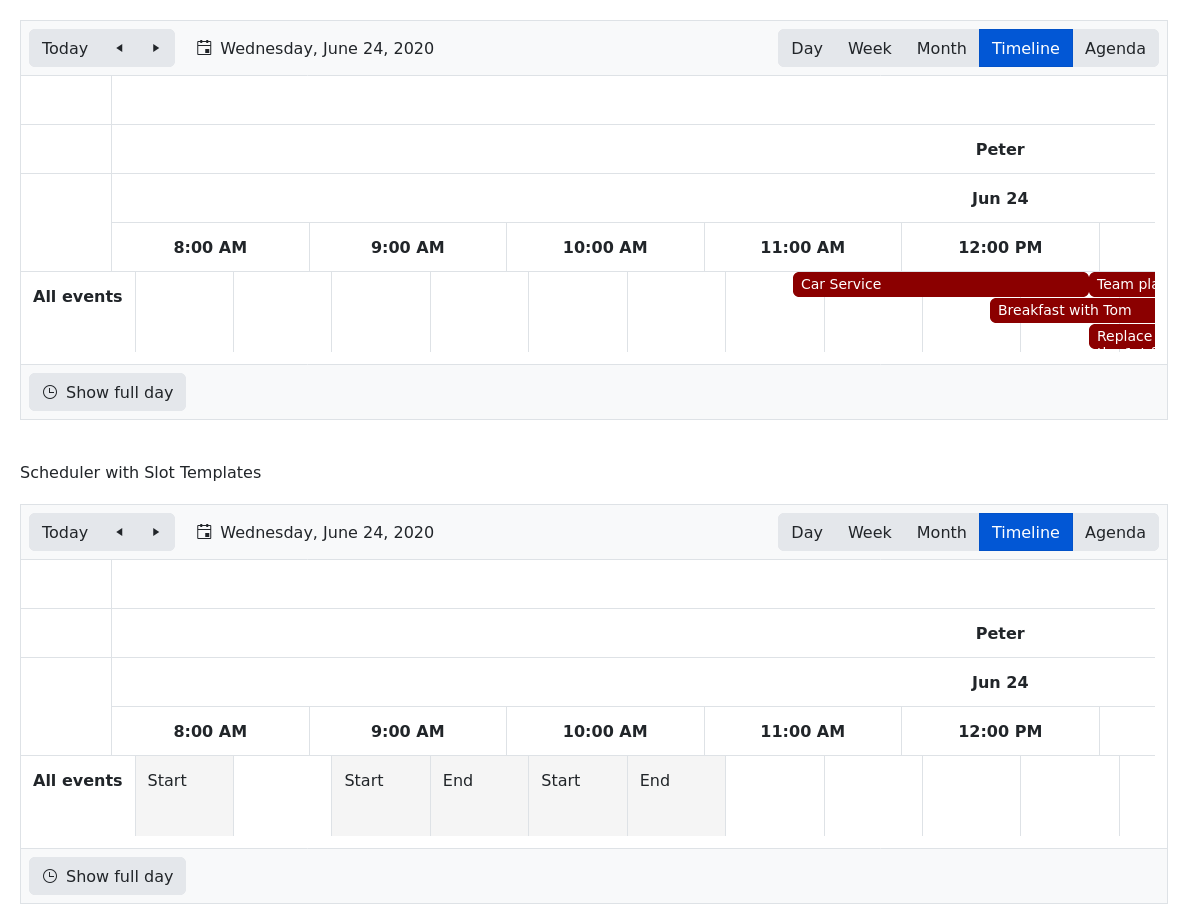 Today Wednesday, June 24, 2020 Day Week Month Timeline Agenda
Peter
Jun 24
8:00 AM 9:00 AM 10:00 AM 11:00 AM 12:00 PM
All events Car Service Team
Breakfast with Tom
Replace
Show full day
Scheduler with Slot Templates
Today Wednesday, June 24, 2020 Day Week Month Timeline Agenda
Peter
Jun 24
8:00 AM 9:00 AM 10:00 AM 11:00 AM 12:00 PM
All events Start Start End Start End
Show full day